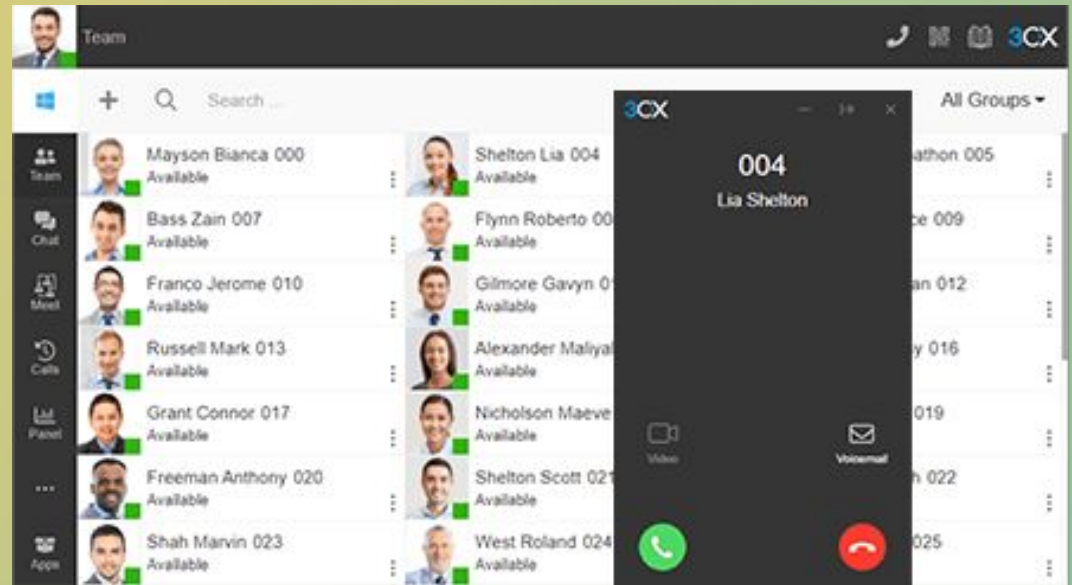 Team
3CX
Search ...
All Groups
3CX
004
Lia Shelton
Video
Voicemail
Team
Chat
Meet
Calls
Panel
Apps
Mayson Bianca 000
Available
Shelton Lia 004
Available
athon 005
Bass Zain 007
Available
Flynn Roberto 00
Available
ce 009
Franco Jerome 010
Available
Gilmore Gavyn 0
Available
an 012
Russell Mark 013
Available
Alexander Maliyal
Available
y 016
Grant Connor 017
Available
Nicholson Maeve
Available
019
Freeman Anthony 020
Available
Shelton Scott 021
Available
h 022
Shah Marvin 023
Available
West Roland 024
Available
025